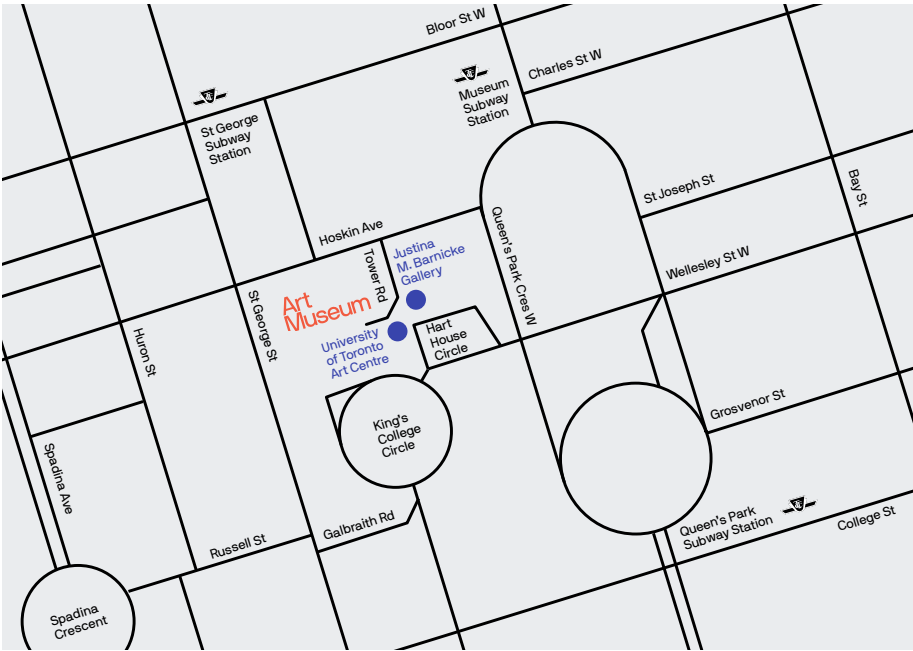 Bloor St W
Charles St W
Museum
Subway
Station
St George
Subway
Station
St Joseph St
Bay St
Hoskin Ave
Queen's Park Cres W
Tower Rd
Justina
M. Barnicke
Gallery
Wellesley St W
Art
Museum
St George St
Huron St
University
of Toronto
Art Centre
Hart
House
Circle
King's
College
Circle
Grosvenor St
Spadina Ave
Galbraith Rd
Russell St
Queen's Park
Subway Station
College St
Spadina
Crescent